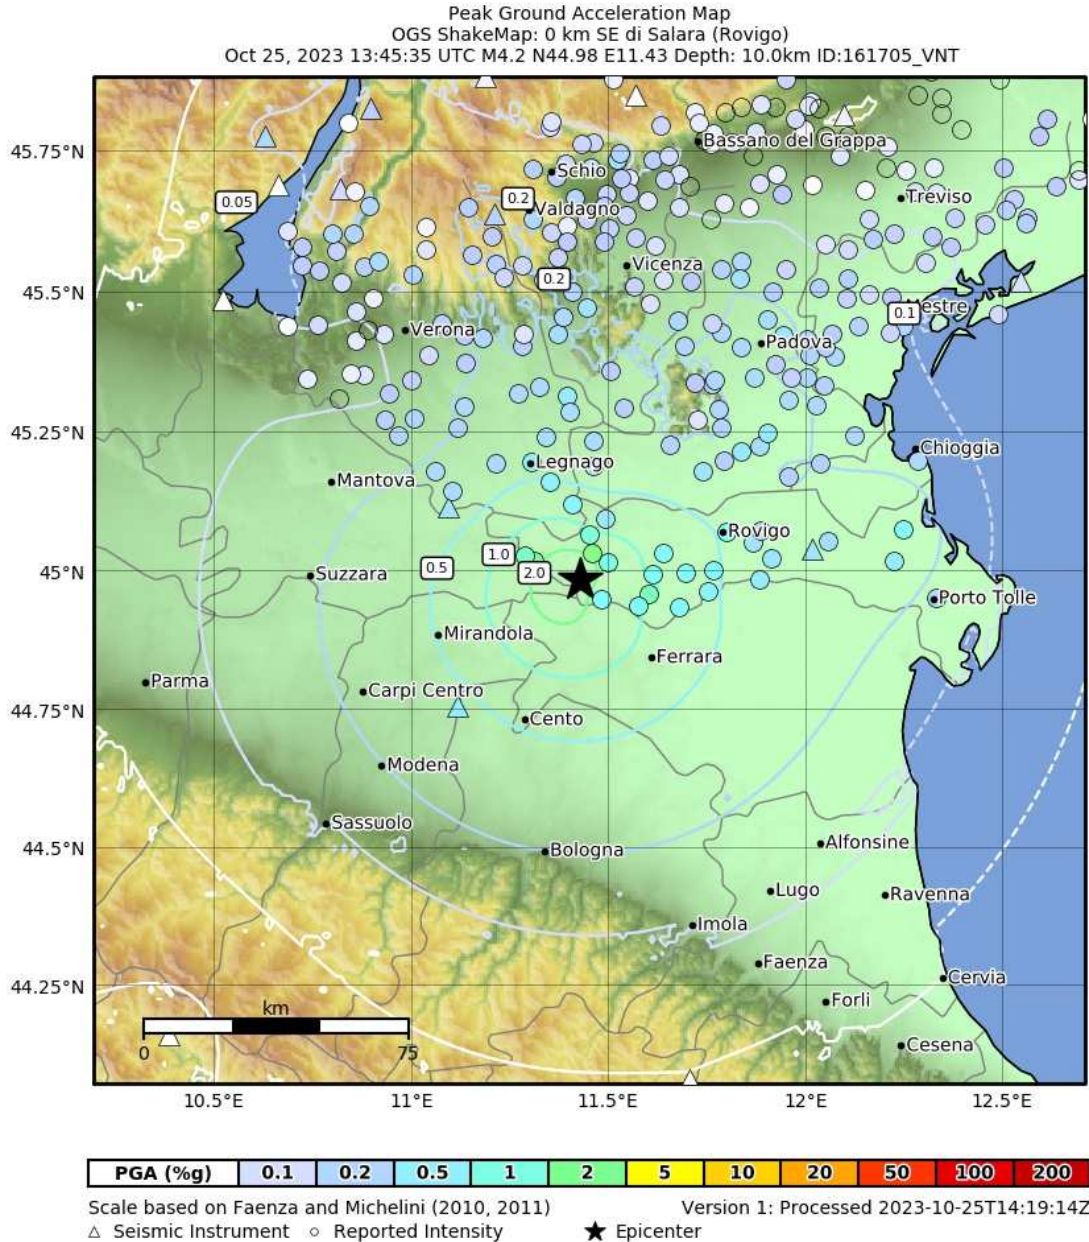 Peak Ground Acceleration Map
OGS ShakeMap: 0 km SE di Salara (Rovigo)
Oct 25, 2023 13:45:35 UTC M4.2 N44.98 E11.43 Depth: 10.0km ID:161705_VNT
45.75°N
Bassano del Grappa
Schio
0.05
0.2
Valdagno
Treviso
Vicenza
0.2
45.5°N
Mestre
0.1
Verona
Padova
45.25°N
Chioggia
Legnago
Mantova
Rovigo
45°N
0.5
1.0
2.0
Suzzara
Porto Tolle
Mirandola
Ferrara
Parma
Carpi Centro
44.75°N
Cento
Modena
Sassuolo
44.5°N
Bologna
Alfonsine
Lugo
Ravenna
Imola
Faenza
Cervia
44.25°N
Forli
km
0 75
Cesena
10.5°E 11°E 11.5°E 12°E 12.5°E
PGA (%g) 0.1 0.2 0.5 1 2 5 10 20 50 100 200
Scale based on Faenza and Michelini (2010, 2011) Version 1: Processed 2023-10-25T14:19:14Z
△ Seismic Instrument ○ Reported Intensity ★ Epicenter